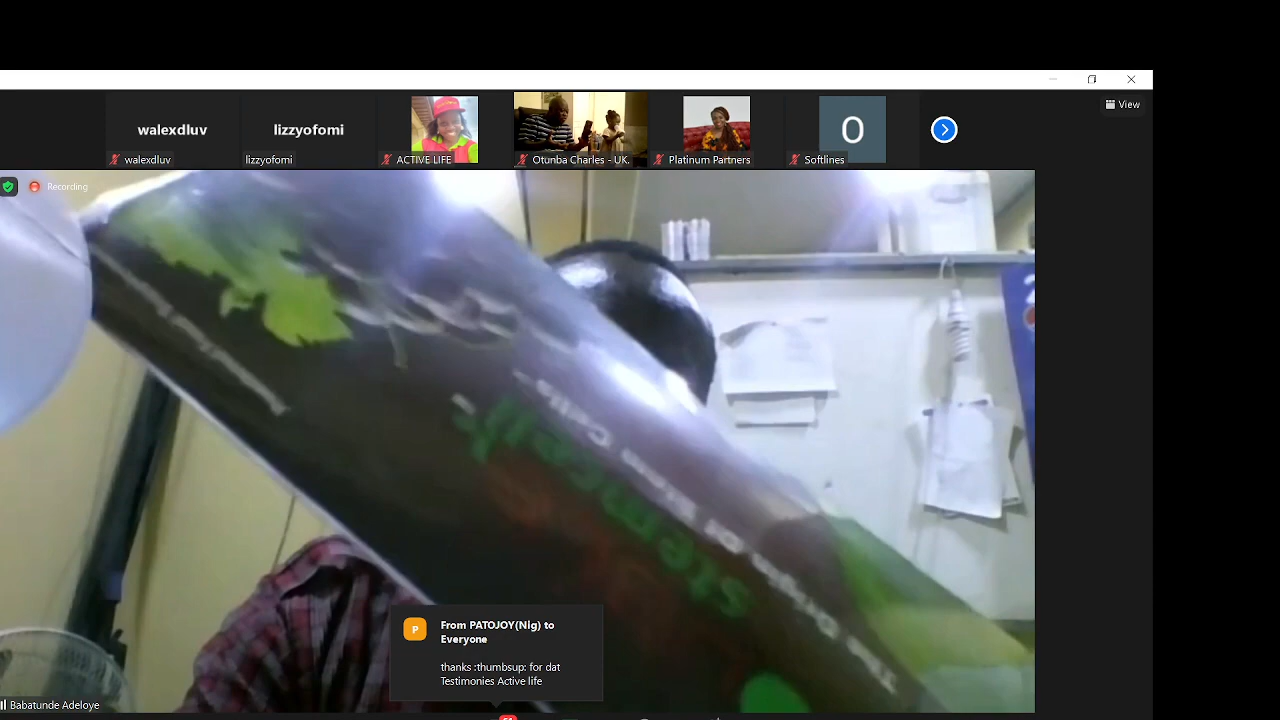 View
walexdluv
lizzyofomi
O
walexdluv
lizzyofomi
ACTIVE LIFE
Otunba Charles - UK.
Platinum Partners
Softlines
Recording
stemcell
From PATOJOY(Nig) to
Everyone
thanks :thumbsup: for dat
Testimonies Active life
Babatunde Adeloye